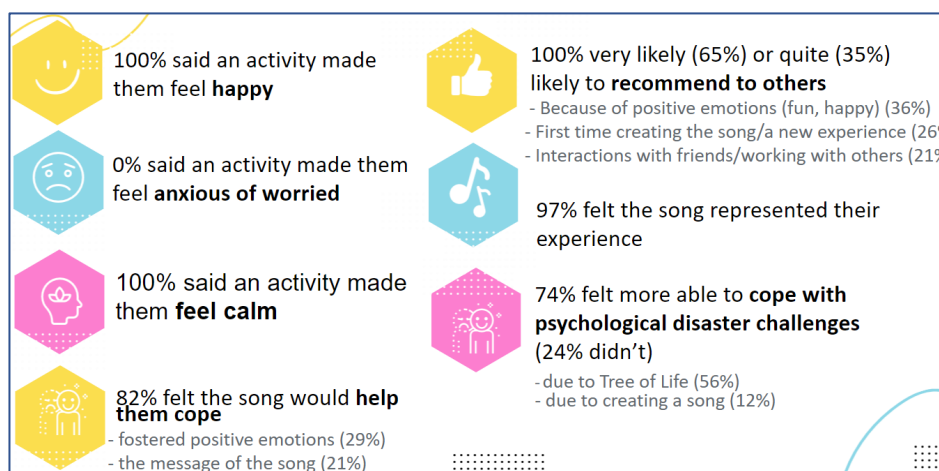 100% said an activity made
them feel happy
0% said an activity made them
feel anxious of worried
100% said an activity made
them feel calm
82% felt the song would help
them cope
- fostered positive emotions (29%)
- the message of the song (21%)
100% very likely (65%) or quite (35%)
likely to recommend to others
- Because of positive emotions (fun, happy) (36%)
- First time creating the song/a new experience (26%
- Interactions with friends/working with others (21%
97% felt the song represented their
experience
74% felt more able to cope with
psychological disaster challenges
(24% didn’t)
- due to Tree of Life (56%)
- due to creating a song (12%)